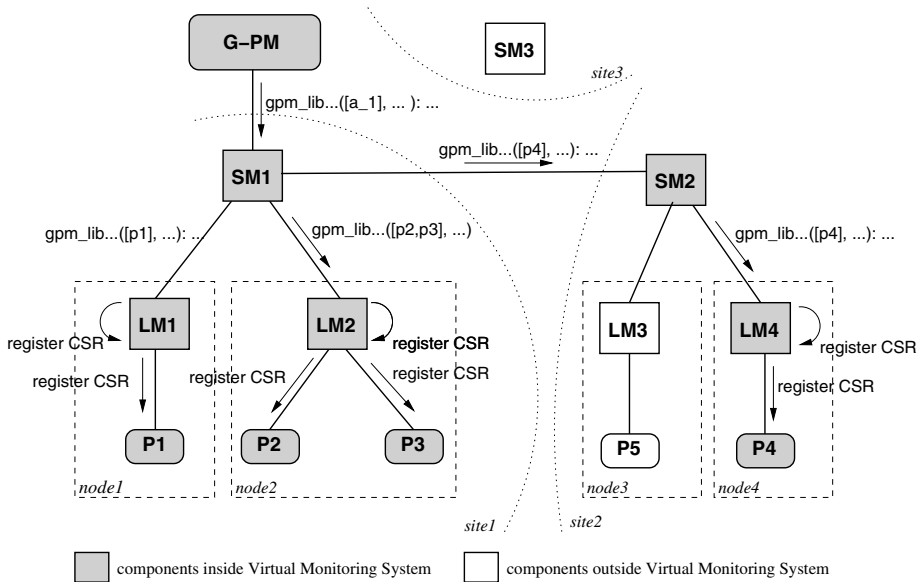 G–PM
SM3
site3
gpm_lib...([a_1], ... ): ...
gpm_lib...([p4], ...): ...
SM1
SM2
gpm_lib...([p1], ...): ..
gpm_lib...([p2,p3], ...)
gpm_lib...([p4], ...): ...
LM1
LM2
LM3
LM4
register CSR
register CSR
register CSR
register CSR
register CSR
register CSR
register CSR
P1
P2
P3
P5
P4
node1
node2
node3
node4
site1
site2
components inside Virtual Monitoring System
components outside Virtual Monitoring System